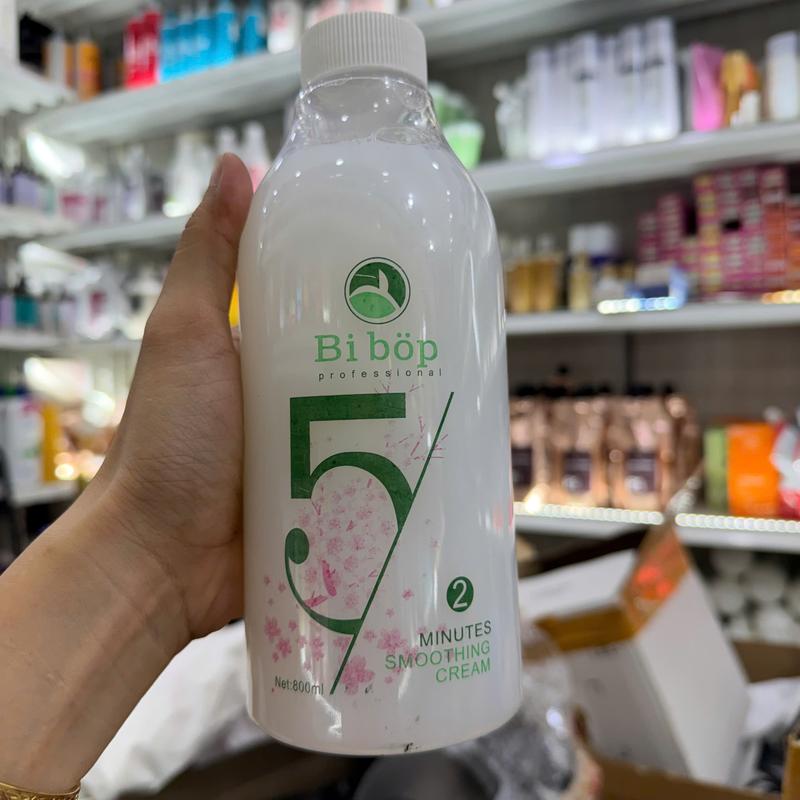 Bi böp
professional
5
2
MINUTES
SMOOTHING
CREAM
Net:800ml